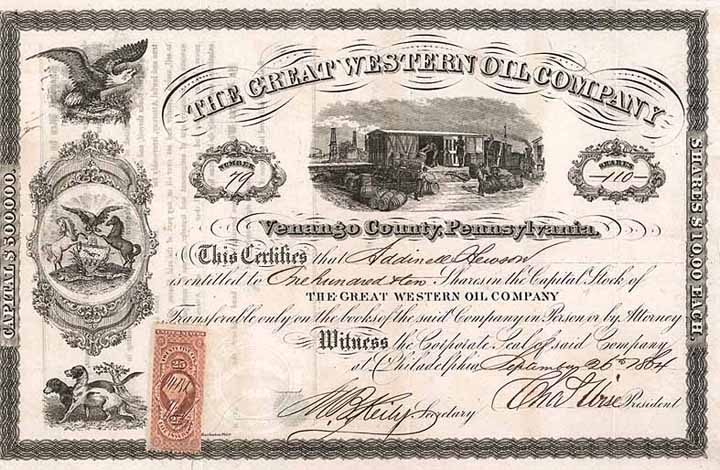 THE GREAT WESTERN OIL COMPANY
NUMBER
79
SHARES
110
Venango County, Pennsylvania.
This Certifies that Addinell Hewson
is entitled to One hundred & ten Shares in the Capital Stock of
THE GREAT WESTERN OIL COMPANY
Transferable only on the books of the said Company in Person or by Attorney
Witness the Corporate Seal of said Company
at Philadelphia September 26th 1864
Secretary
President
CAPITAL $500000.
SHARES $1,000 EACH.
25